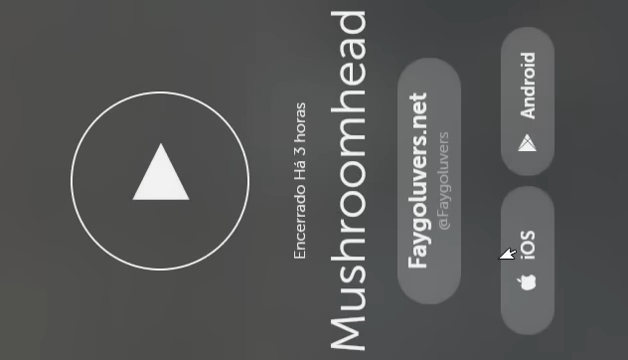 Encerrado Há 3 horas
Mushroomhead
Faygoluvers.net
@Faygoluvers
iOS
Android